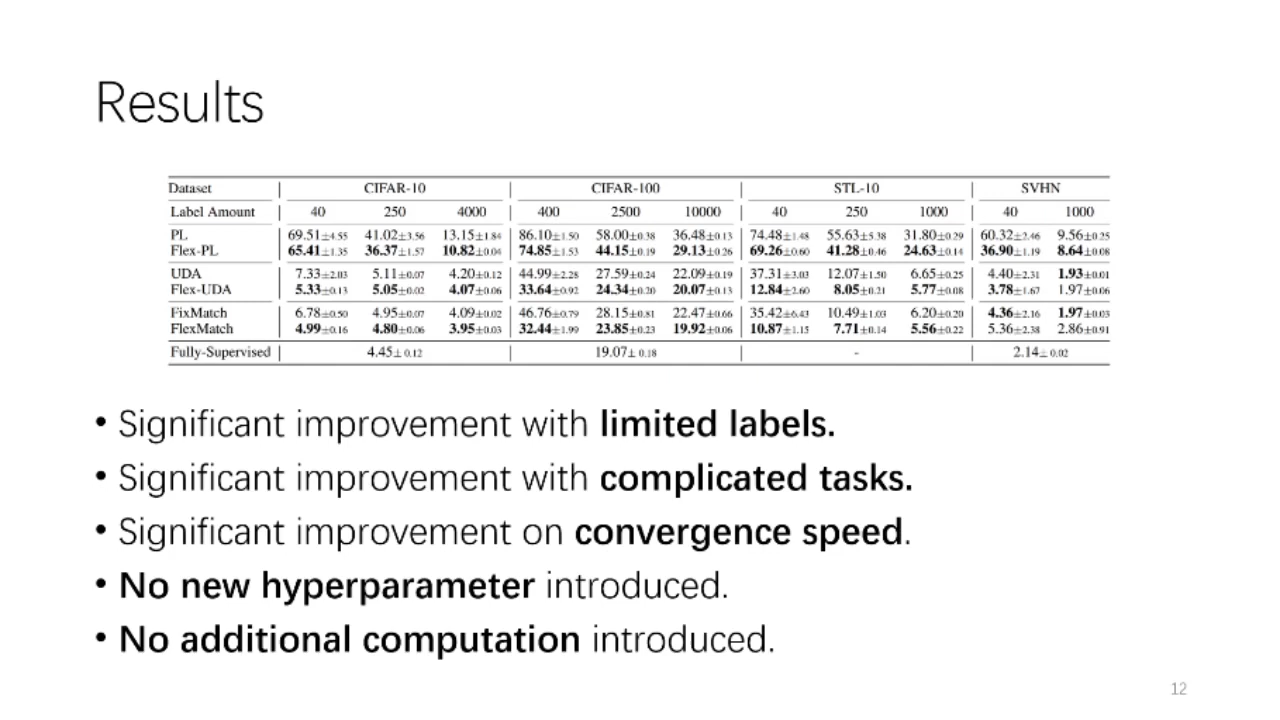 Results
Dataset | CIFAR-10 | CIFAR-100 | STL-10 | SVHN
Label Amount | 40 250 4000 | 400 2500 10000 | 40 250 1000 | 40 1000
PL 69.51±4.55 41.02±3.56 13.15±1.84 86.10±1.50 58.00±0.38 36.48±0.13 74.48±1.48 55.63±5.38 31.80±0.29 60.32±2.46 9.56±0.25
Flex-PL 65.41±1.35 36.37±1.57 10.82±0.04 74.85±1.53 44.15±0.19 29.13±0.26 69.26±0.60 41.28±0.46 24.63±0.14 36.90±1.19 8.64±0.08
UDA 7.33±2.03 5.11±0.07 4.20±0.12 44.99±2.28 27.59±0.24 22.09±0.19 37.31±3.03 12.07±1.50 6.65±0.25 4.40±2.31 1.93±0.01
Flex-UDA 5.33±0.13 5.05±0.02 4.07±0.06 33.64±0.92 24.34±0.20 20.07±0.13 12.84±2.60 8.05±0.21 5.77±0.08 3.78±1.67 1.97±0.06
FixMatch 6.78±0.50 4.95±0.07 4.09±0.02 46.76±0.79 28.15±0.81 22.47±0.66 35.42±6.43 10.49±1.03 6.20±0.20 4.36±2.16 1.97±0.03
FlexMatch 4.99±0.16 4.80±0.06 3.95±0.03 32.44±1.99 23.85±0.23 19.92±0.06 10.87±1.15 7.71±0.14 5.56±0.22 5.36±2.38 2.86±0.91
Fully-Supervised | 4.45±0.12 | 19.07±0.18 | - | 2.14±0.02
• Significant improvement with limited labels.
• Significant improvement with complicated tasks.
• Significant improvement on convergence speed.
• No new hyperparameter introduced.
• No additional computation introduced.
12